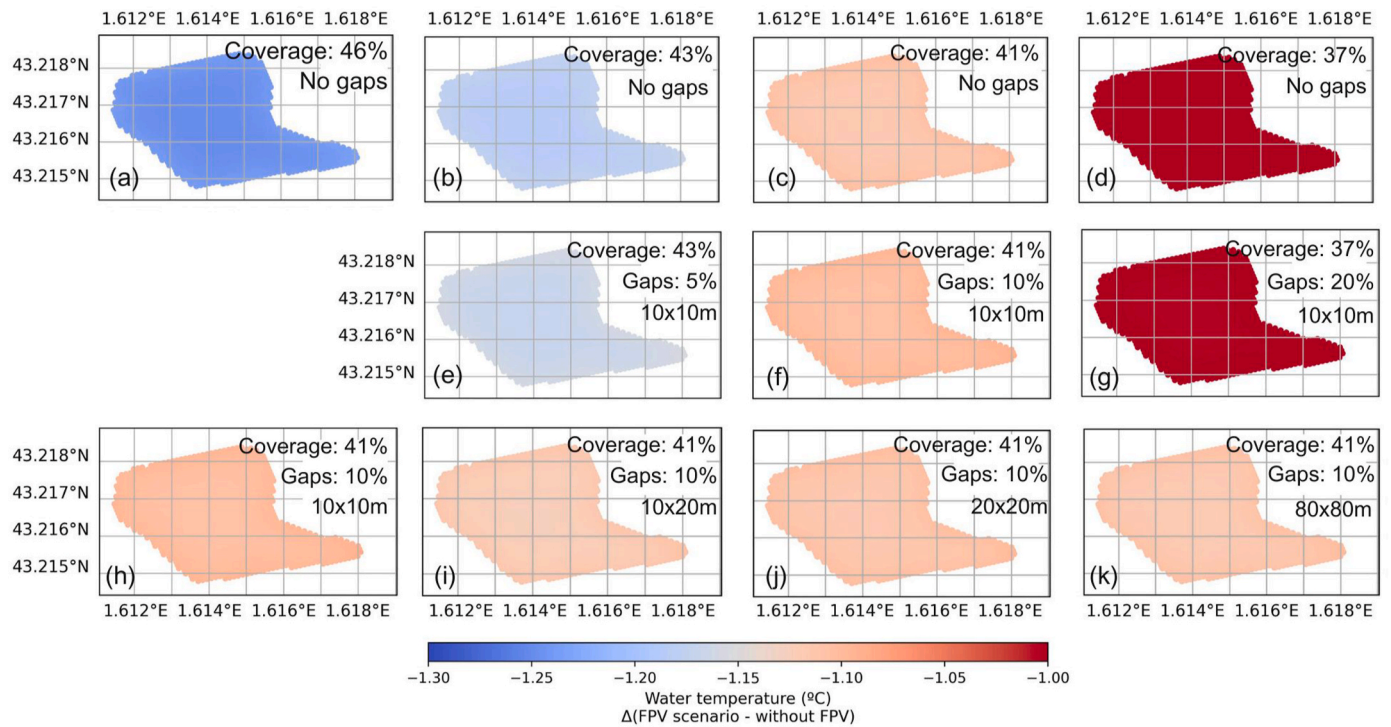 1.612°E 1.614°E 1.616°E 1.618°E 1.612°E 1.614°E 1.616°E 1.618°E 1.612°E 1.614°E 1.616°E 1.618°E 1.612°E 1.614°E 1.616°E 1.618°E
43.218°N
43.217°N
43.216°N
43.215°N
Coverage: 46%
No gaps
(a)
Coverage: 43%
No gaps
(b)
Coverage: 41%
No gaps
(c)
Coverage: 37%
No gaps
(d)
43.218°N
43.217°N
43.216°N
43.215°N
Coverage: 43%
Gaps: 5%
10x10m
(e)
Coverage: 41%
Gaps: 10%
10x10m
(f)
Coverage: 37%
Gaps: 20%
10x10m
(g)
43.218°N
43.217°N
43.216°N
43.215°N
Coverage: 41%
Gaps: 10%
10x10m
(h)
Coverage: 41%
Gaps: 10%
10x20m
(i)
Coverage: 41%
Gaps: 10%
20x20m
(j)
Coverage: 41%
Gaps: 10%
80x80m
(k)
1.612°E 1.614°E 1.616°E 1.618°E 1.612°E 1.614°E 1.616°E 1.618°E 1.612°E 1.614°E 1.616°E 1.618°E 1.612°E 1.614°E 1.616°E 1.618°E
−1.30 −1.25 −1.20 −1.15 −1.10 −1.05 −1.00
Water temperature (ºC)
Δ(FPV scenario - without FPV)